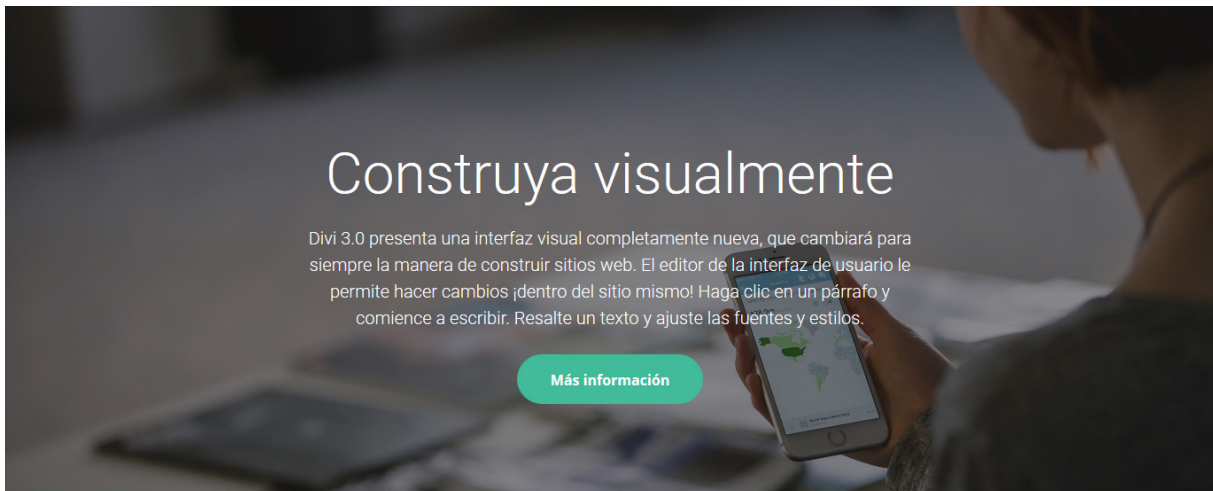 Construya visualmente
Divi 3.0 presenta una interfaz visual completamente nueva, que cambiará para
siempre la manera de construir sitios web. El editor de la interfaz de usuario le
permite hacer cambios ¡dentro del sitio mismo! Haga clic en un párrafo y
comience a escribir. Resalte un texto y ajuste las fuentes y estilos.
Más información